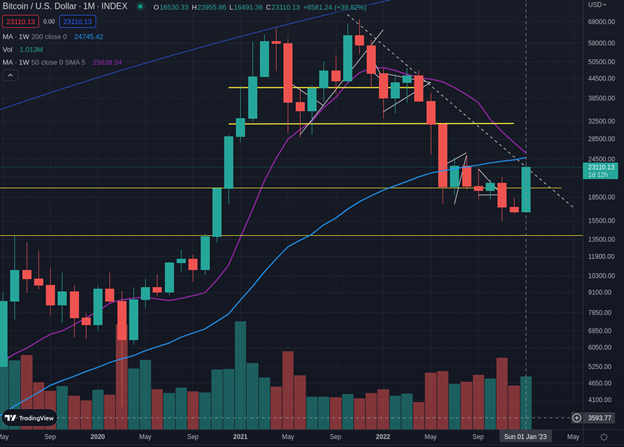 Bitcoin / U.S. Dollar · 1M · INDEX O16530.33 H23955.86 L16491.36 C23110.13 +6581.24 (+39.82%)
23110.13 0.00 23110.13
MA · 1W 200 close 0 24745.42
Vol 1.013M
MA · 1W 50 close 0 SMA 5 25638.34
USD
68000.00
58000.00
50500.00
44500.00
38500.00
32500.00
28500.00
24500.00
23110.13
1d 12h
18500.00
15500.00
13500.00
11900.00
10300.00
9100.00
7850.00
6850.00
6050.00
5250.00
4650.00
4100.00
3593.77
TradingView
May Sep 2020 May Sep 2021 May Sep 2022 May Sep Sun 01 Jan '23 May